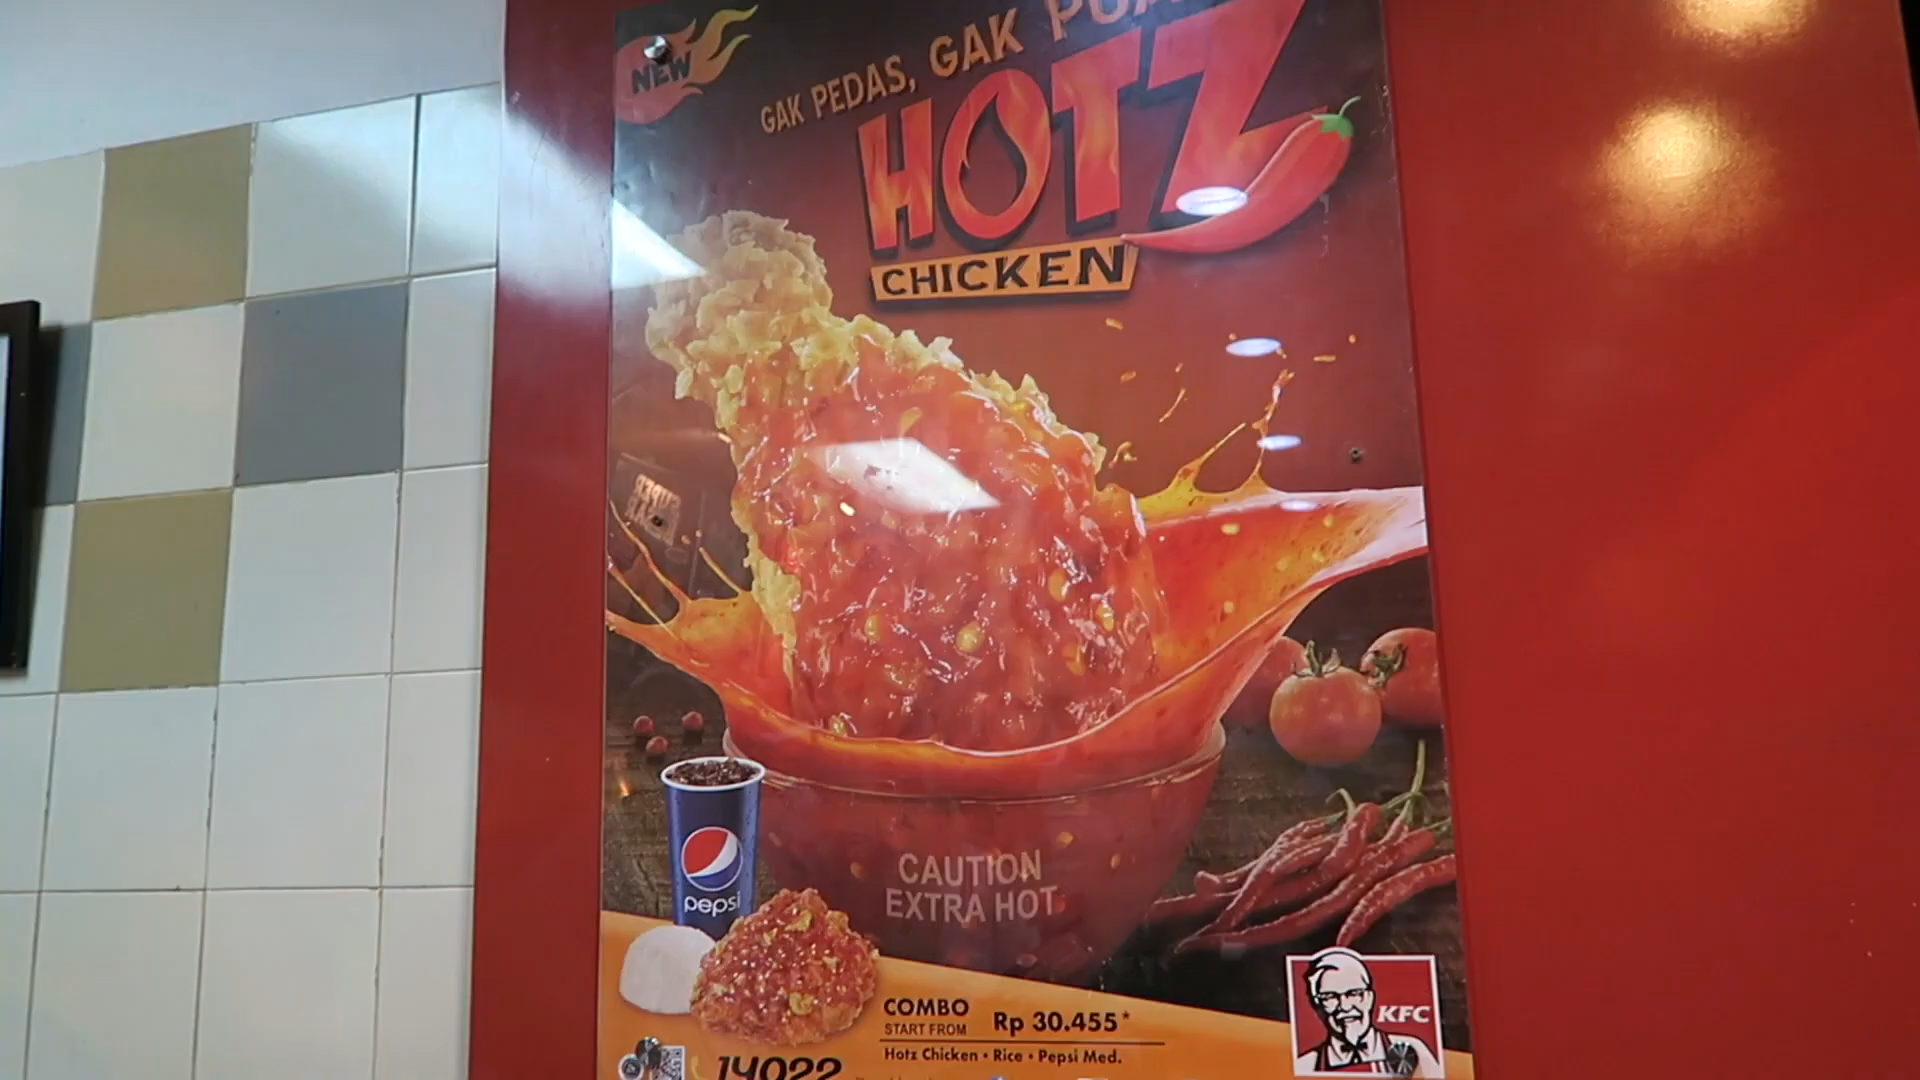 NEW
GAK PEDAS, GAK
HOTZ
CHICKEN
CAUTION
EXTRA HOT
pepsi
COMBO
START FROM
Rp 30.455*
Hotz Chicken • Rice • Pepsi Med.
KFC
14022